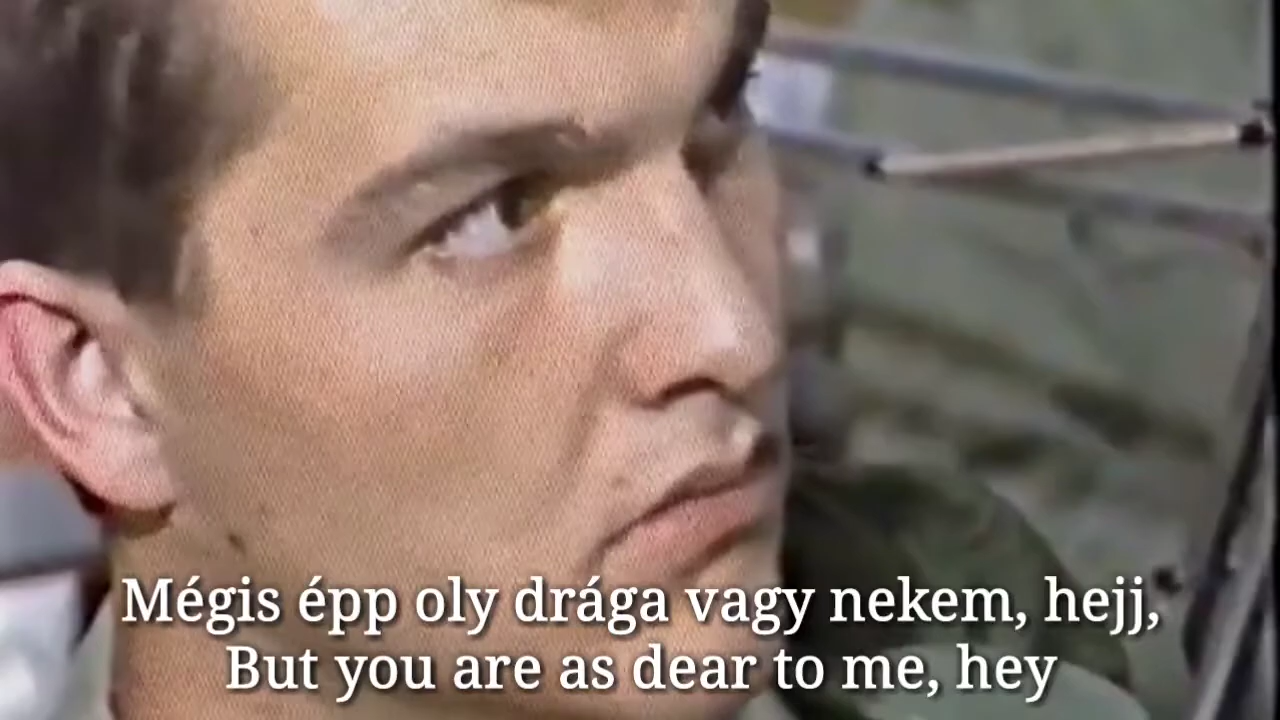 Mégis épp oly drága vagy nekem, hejj,
But you are as dear to me, hey